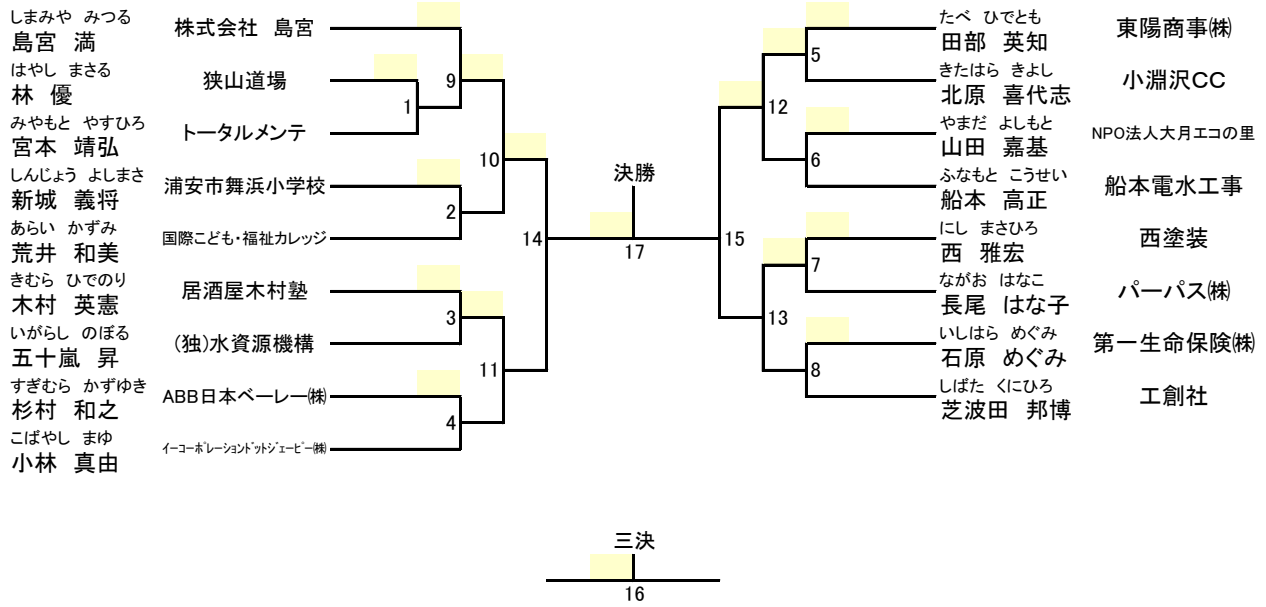 しまみや みつる
島宮 満
株式会社 島宮
はやし まさる
林 優
狭山道場
みやもと やすひろ
宮本 靖弘
トータルメンテ
しんじょう よしまさ
新城 義将
浦安市舞浜小学校
あらい かずみ
荒井 和美
国際こども・福祉カレッジ
きむら ひでのり
木村 英憲
居酒屋木村塾
いがらし のぼる
五十嵐 昇
(独)水資源機構
すぎむら かずゆき
杉村 和之
ABB日本ベーレー㈱
こばやし まゆ
小林 真由
イーコーポレーションドットジェーピー㈱
1
9
2
10
3
4
11
14
決勝
17
15
12
5
6
13
7
8
たべ ひでとも
田部 英知
東陽商事㈱
きたはら きよし
北原 喜代志
小淵沢CC
やまだ よしもと
山田 嘉基
NPO法人大月エコの里
ふなもと こうせい
船本 高正
船本電水工事
にし まさひろ
西 雅宏
西塗装
ながお はなこ
長尾 はな子
パーパス㈱
いしはら めぐみ
石原 めぐみ
第一生命保険㈱
しばた くにひろ
芝波田 邦博
工創社
三決
16